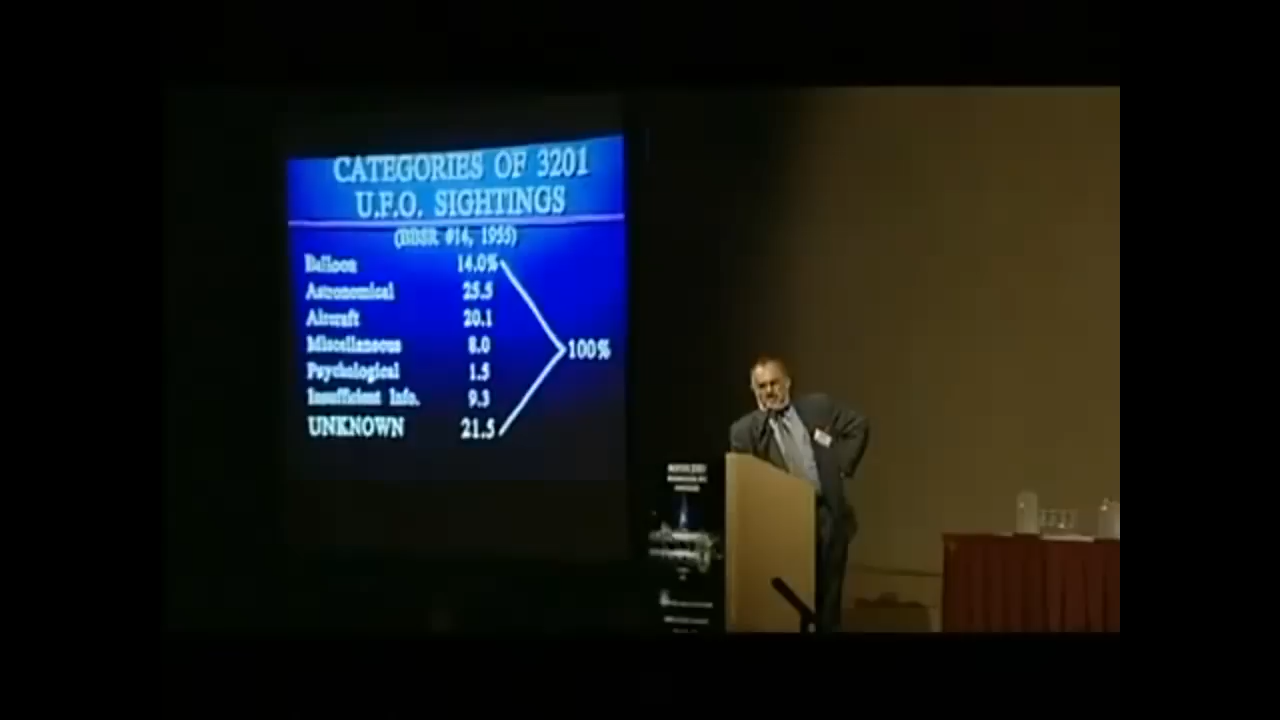 CATEGORIES OF 3201
U.F.O. SIGHTINGS
(BBSR #14, 1955)
Balloon 14.0%
Astronomical 25.5
Aircraft 20.1
Miscellaneous 8.0
Psychological 1.5
Insufficient Info. 9.3
UNKNOWN 21.5
100%